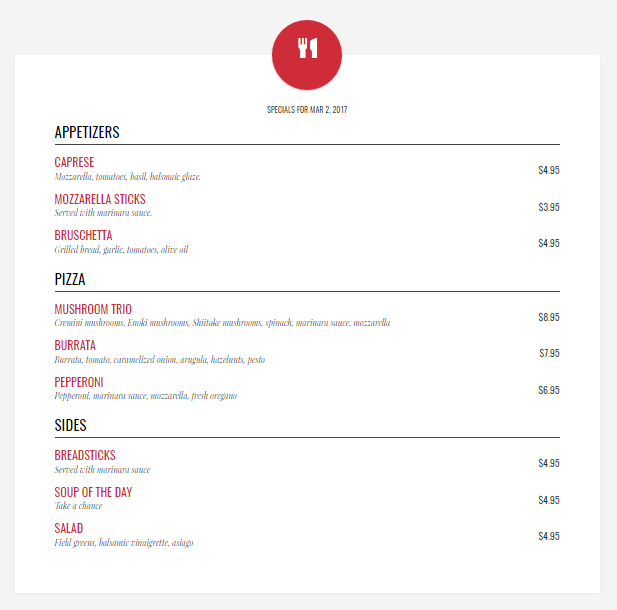 SPECIALS FOR MAR 2, 2017
APPETIZERS
CAPRESE
Mozzarella, tomatoes, basil, balsmaic glaze.
$4.95
MOZZARELLA STICKS
Served with marinara sauce.
$3.95
BRUSCHETTA
Grilled bread, garlic, tomatoes, olive oil
$4.95
PIZZA
MUSHROOM TRIO
Cremini mushrooms, Enoki mushrooms, Shiitake mushrooms, spinach, marinara sauce, mozzarella
$8.95
BURRATA
Burrata, tomato, caramelized onion, arugula, hazelnuts, pesto
$7.95
PEPPERONI
Pepperoni, marinara sauce, mozzarella, fresh oregano
$6.95
SIDES
BREADSTICKS
Served with marinara sauce
$4.95
SOUP OF THE DAY
Take a chance
$4.95
SALAD
Field greens, balsamic vinaigrette, asiago
$4.95